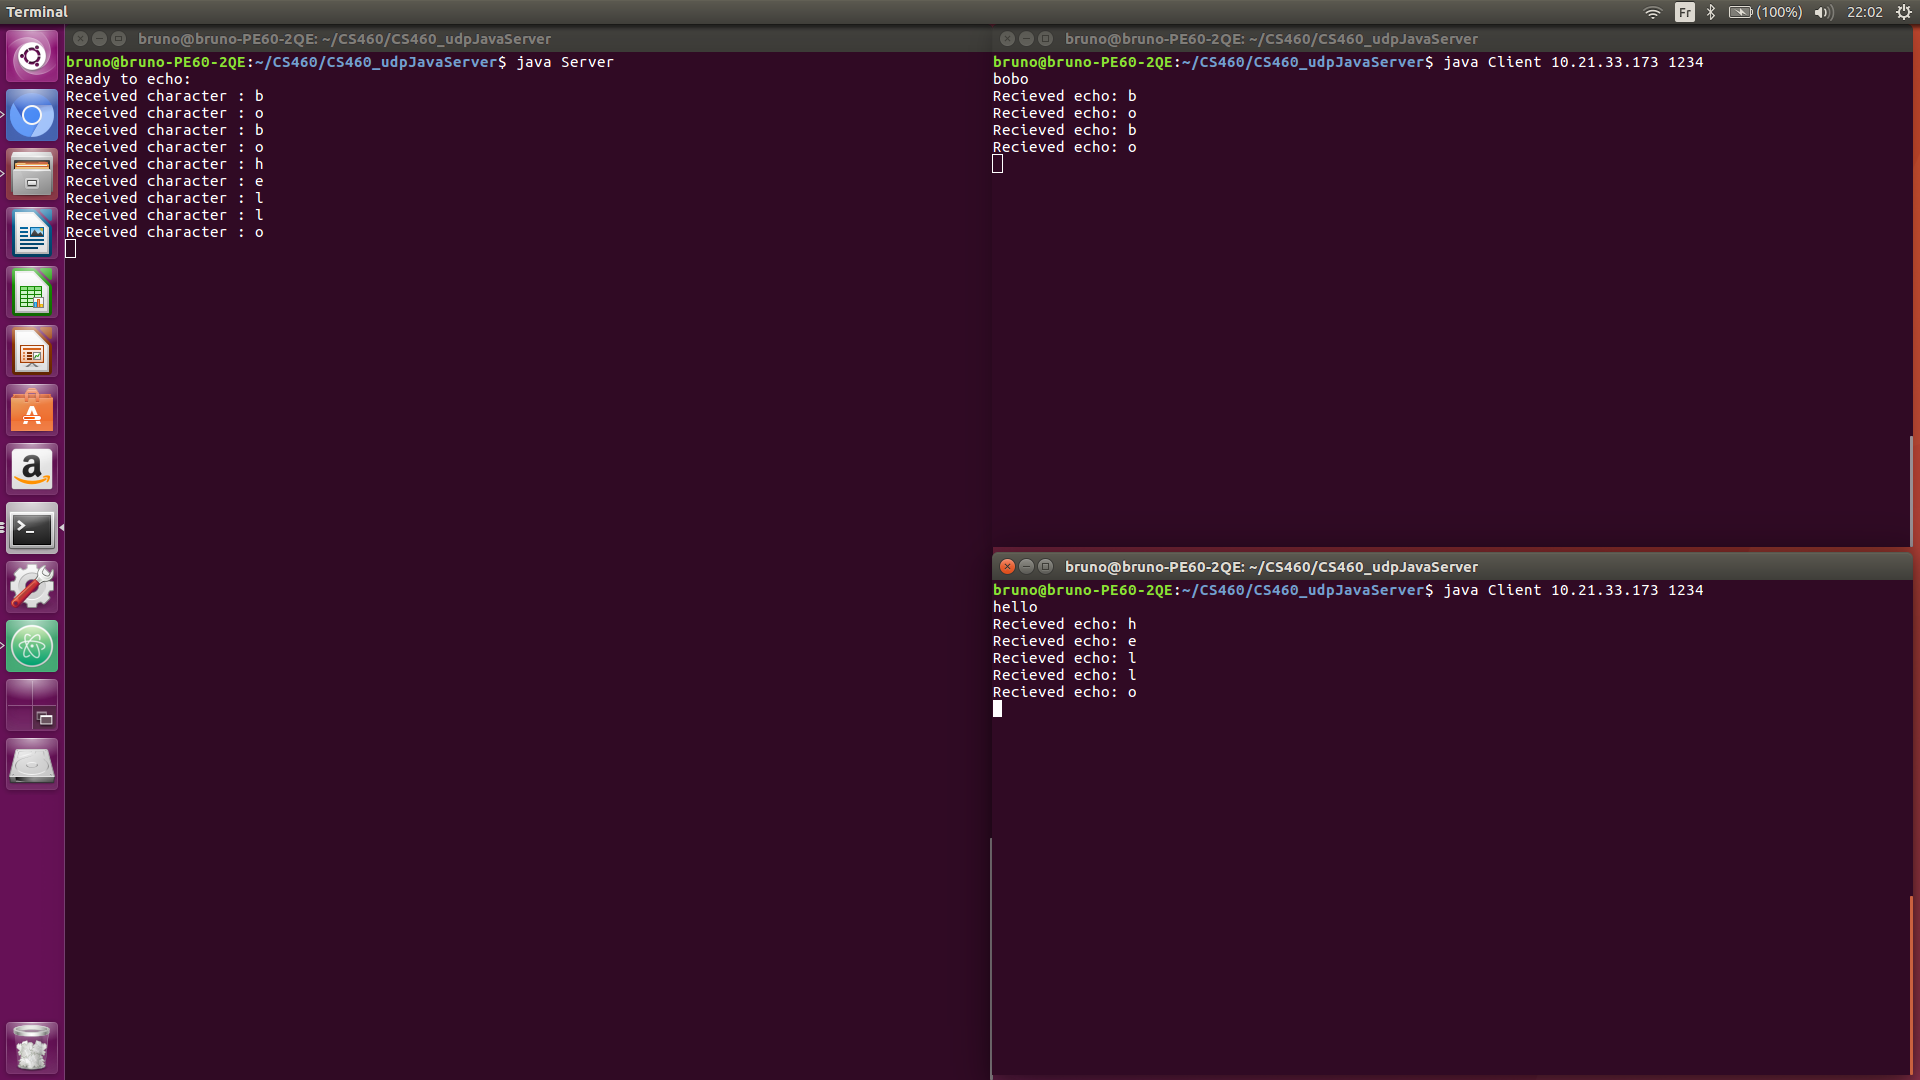 Terminal
Fr
(100%)
22:02
bruno@bruno-PE60-2QE: ~/CS460/CS460_udpJavaServer
bruno@bruno-PE60-2QE:~/CS460/CS460_udpJavaServer$ java Server
Ready to echo:
Received character : b
Received character : o
Received character : b
Received character : o
Received character : h
Received character : e
Received character : l
Received character : l
Received character : o
bruno@bruno-PE60-2QE: ~/CS460/CS460_udpJavaServer
bruno@bruno-PE60-2QE:~/CS460/CS460_udpJavaServer$ java Client 10.21.33.173 1234
bobo
Recieved echo: b
Recieved echo: o
Recieved echo: b
Recieved echo: o
bruno@bruno-PE60-2QE: ~/CS460/CS460_udpJavaServer
bruno@bruno-PE60-2QE:~/CS460/CS460_udpJavaServer$ java Client 10.21.33.173 1234
hello
Recieved echo: h
Recieved echo: e
Recieved echo: l
Recieved echo: l
Recieved echo: o